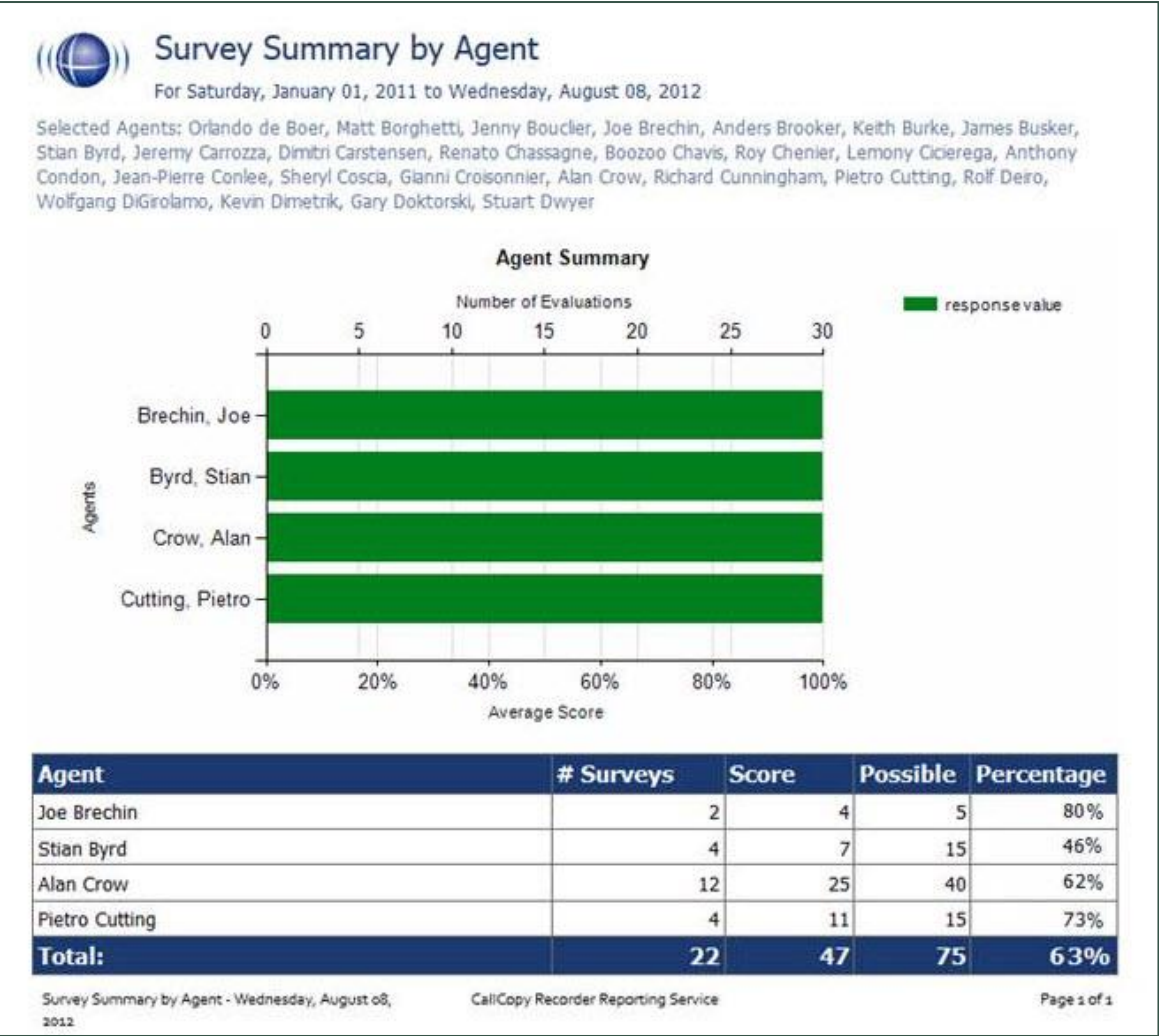 Survey Summary by Agent
For Saturday, January 01, 2011 to Wednesday, August 08, 2012
Selected Agents: Orlando de Boer, Matt Borghetti, Jenny Bouclier, Joe Brechin, Anders Brooker, Keith Burke, James Busker,
Stian Byrd, Jeremy Carrozza, Dimitri Carstensen, Renato Chassagne, Boozoo Chavis, Roy Chenier, Lemony Cicierega, Anthony
Condon, Jean-Pierre Conlee, Sheryl Coscia, Gianni Croisonnier, Alan Crow, Richard Cunningham, Pietro Cutting, Rolf Deiro,
Wolfgang DiGirolamo, Kevin Dimetrik, Gary Doktorski, Stuart Dwyer
Agent Summary
Number of Evaluations
response value
0 5 10 15 20 25 30
Agents
Brechin, Joe
Byrd, Stian
Crow, Alan
Cutting, Pietro
0% 20% 40% 60% 80% 100%
Average Score
Agent # Surveys Score Possible Percentage
Joe Brechin 2 4 5 80%
Stian Byrd 4 7 15 46%
Alan Crow 12 25 40 62%
Pietro Cutting 4 11 15 73%
Total: 22 47 75 63%
Survey Summary by Agent - Wednesday, August 08, CallCopy Recorder Reporting Service Page 1 of 1
2012